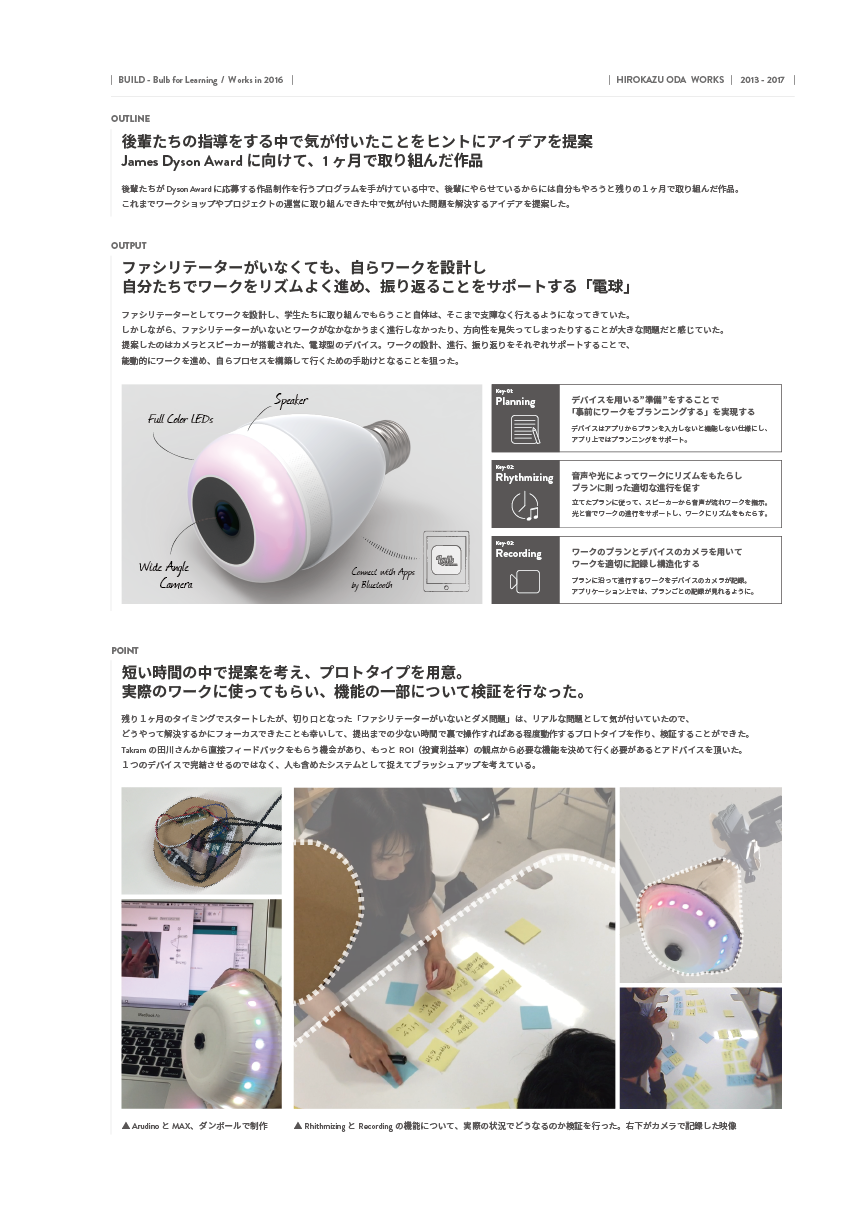 BUILD - Bulb for Learning / Works in 2016
HIROKAZU ODA WORKS | 2013 - 2017
OUTLINE
後輩たちの指導をする中で気が付いたことをヒントにアイデアを提案
James Dyson Award に向けて、1 ヶ月で取り組んだ作品
後輩たちが Dyson Award に応募する作品制作を行うプログラムを手がけている中で、後輩にやらせているからには自分もやろうと残りの 1 ヶ月で取り組んだ作品。
これまでワークショップやプロジェクトの運営に取り組んできた中で気が付いた問題を解決するアイデアを提案した。
OUTPUT
ファシリテーターがいなくても、自らワークを設計し
自分たちでワークをリズムよく進め、振り返ることをサポートする「電球」
ファシリテーターとしてワークを設計し、学生たちに取り組んでもらうこと自体は、そこまで支障なく行えるようになってきていた。
しかしながら、ファシリテーターがいないとワークがなかなかうまく進行しなかったり、方向性を見失ってしまったりすることが大きな問題だと感じていた。
提案したのはカメラとスピーカーが搭載された、電球型のデバイス。ワークの設計、進行、振り返りをそれぞれサポートすることで、
能動的にワークを進め、自らプロセスを構築して行くための手助けとなることを狙った。
Speaker
Full Color LEDs
Wide Angle
Camera
Connect with Apps
by Bluetooth
Key-01
Planning
デバイスを用いる"準備"をすることで
「事前にワークをプランニングする」を実現する
デバイスはアプリからプランを入力しないと機能しない仕様にし、
アプリ上ではプランニングをサポート。
Key-02
Rhythmizing
音声や光によってワークにリズムをもたらし
プランに則った適切な進行を促す
立てたプランに従って、スピーカーから音声が流れワークを指示。
光と音でワークの進行をサポートし、ワークにリズムをもたらす。
Key-02
Recording
ワークのプランとデバイスのカメラを用いて
ワークを適切に記録し構造化する
プランに沿って進行するワークをデバイスのカメラが記録。
アプリケーション上では、プランごとの記録が見れるように。
POINT
短い時間の中で提案を考え、プロトタイプを用意。
実際のワークに使ってもらい、機能の一部について検証を行なった。
残り 1 ヶ月のタイミングでスタートしたが、切り口となった「ファシリテーターがいないとダメ問題」は、リアルな問題として気が付いていたので、
どうやって解決するかにフォーカスできたことも幸いして、提出までの少ない時間で裏で操作すればある程度動作するプロトタイプを作り、検証することができた。
Takram の田川さんから直接フィードバックをもらう機会があり、もっと ROI（投資利益率）の観点から必要な機能を決めて行く必要があるとアドバイスを頂いた。
１つのデバイスで完結させるのではなく、人も含めたシステムとして捉えてブラッシュアップを考えている。
MacBook Pro
▲ Arudino と MAX、ダンボールで制作
▲ Rhithmizing と Recording の機能について、実際の状況でどうなるのか検証を行った。右下がカメラで記録した映像